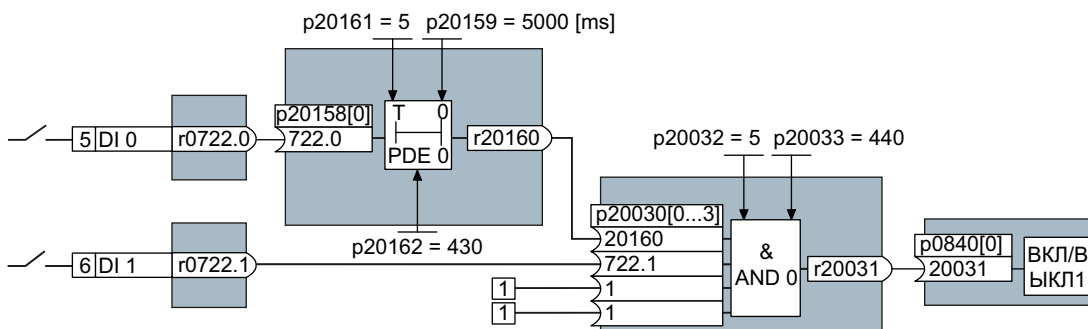 p20161 = 5 p20159 = 5000 [ms]
p20158[0]
T 0
5 DI 0 r0722.0 722.0 r20160
PDE 0
p20032 = 5 p20033 = 440
p20162 = 430
p20030[0...3]
20160
6 DI 1 r0722.1 722.1
&
AND 0
r20031
p0840[0]
20031
ВКЛ/В
ЫКЛ1
1 1
1 1